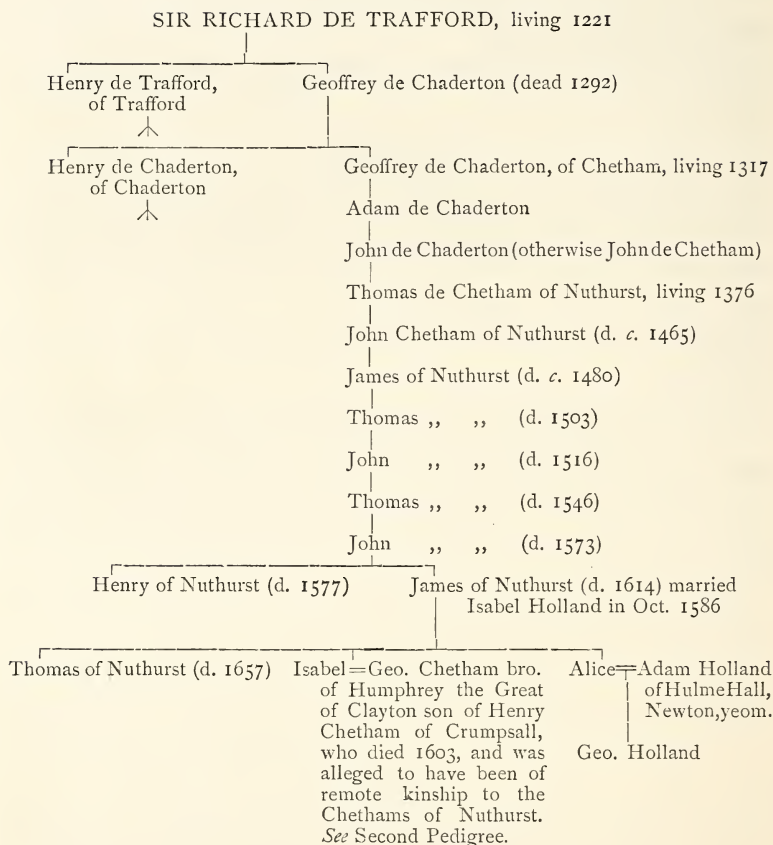 SIR RICHARD DE TRAFFORD, living 1221
Henry de Trafford,
of Trafford
Geoffrey de Chaderton (dead 1292)
Henry de Chaderton,
of Chaderton
Geoffrey de Chaderton, of Chetham, living 1317
Adam de Chaderton
John de Chaderton (otherwise John de Chetham)
Thomas de Chetham of Nuthurst, living 1376
John Chetham of Nuthurst (d. c. 1465)
James of Nuthurst (d. c. 1480)
Thomas ,, ,, (d. 1503)
John ,, ,, (d. 1516)
Thomas ,, ,, (d. 1546)
John ,, ,, (d. 1573)
Henry of Nuthurst (d. 1577)
James of Nuthurst (d. 1614) married
Isabel Holland in Oct. 1586
Thomas of Nuthurst (d. 1657)
Isabel=Geo. Chetham bro.
of Humphrey the Great
of Clayton son of Henry
Chetham of Crumpsall,
who died 1603, and was
alleged to have been of
remote kinship to the
Chethams of Nuthurst.
See Second Pedigree.
Alice=Adam Holland
of Hulme Hall,
Newton, yeom.
Geo. Holland